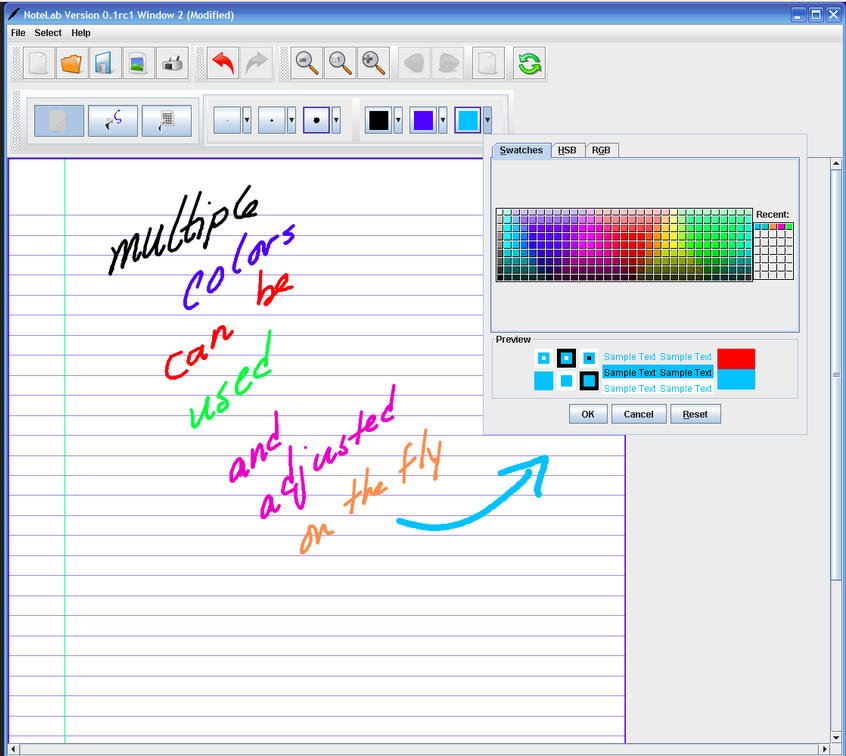 NoteLab Version 0.1rc1 Window 2 (Modified)
File Select Help
Swatches HSB RGB
Recent:
Preview
Sample Text Sample Text
Sample Text Sample Text
Sample Text Sample Text
OK Cancel Reset
multiple
colors
can be
used
and
adjusted
on the fly